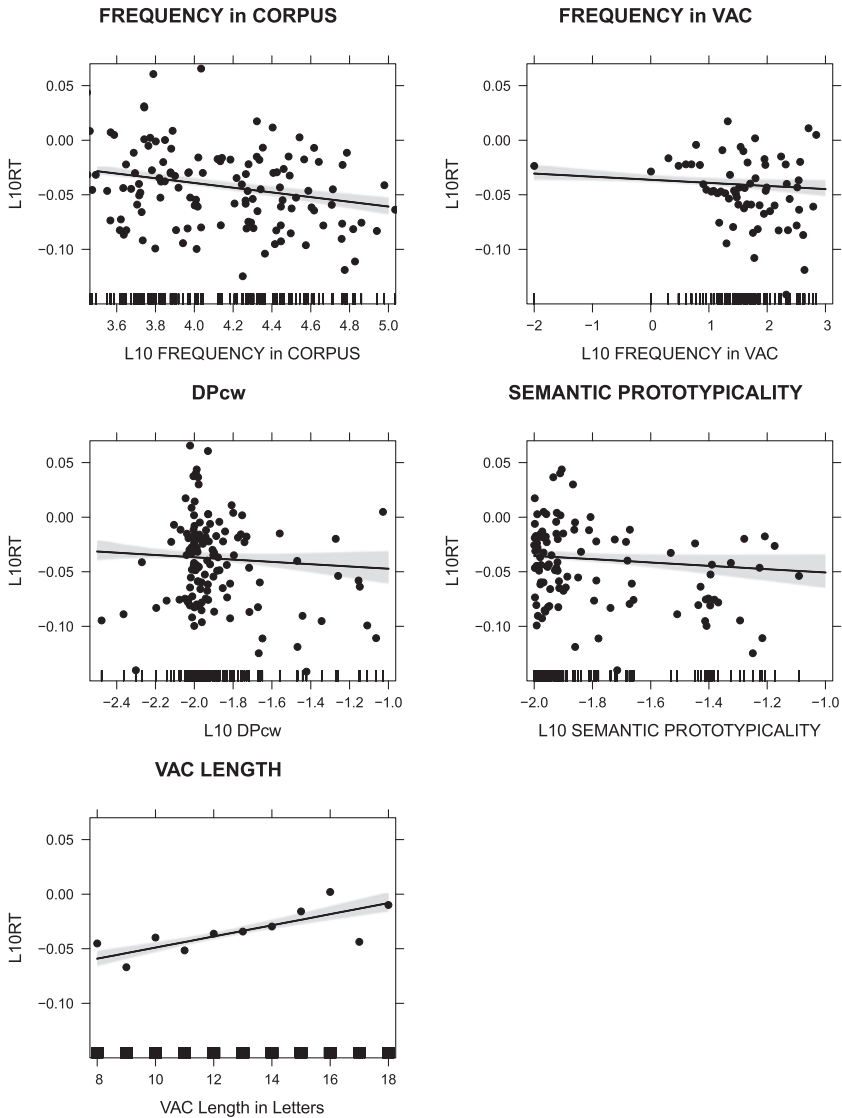 FREQUENCY in CORPUS
FREQUENCY in VAC
L10RT
0.05
0.00
−0.05
−0.10
3.6 3.8 4.0 4.2 4.4 4.6 4.8 5.0
L10 FREQUENCY in CORPUS
L10RT
0.05
0.00
−0.05
−0.10
−2 −1 0 1 2 3
L10 FREQUENCY in VAC
DPcw
SEMANTIC PROTOTYPICALITY
L10RT
0.05
0.00
−0.05
−0.10
−2.4 −2.2 −2.0 −1.8 −1.6 −1.4 −1.2 −1.0
L10 DPcw
L10RT
0.05
0.00
−0.05
−0.10
−2.0 −1.8 −1.6 −1.4 −1.2 −1.0
L10 SEMANTIC PROTOTYPICALITY
VAC LENGTH
L10RT
0.05
0.00
−0.05
−0.10
8 10 12 14 16 18
VAC Length in Letters